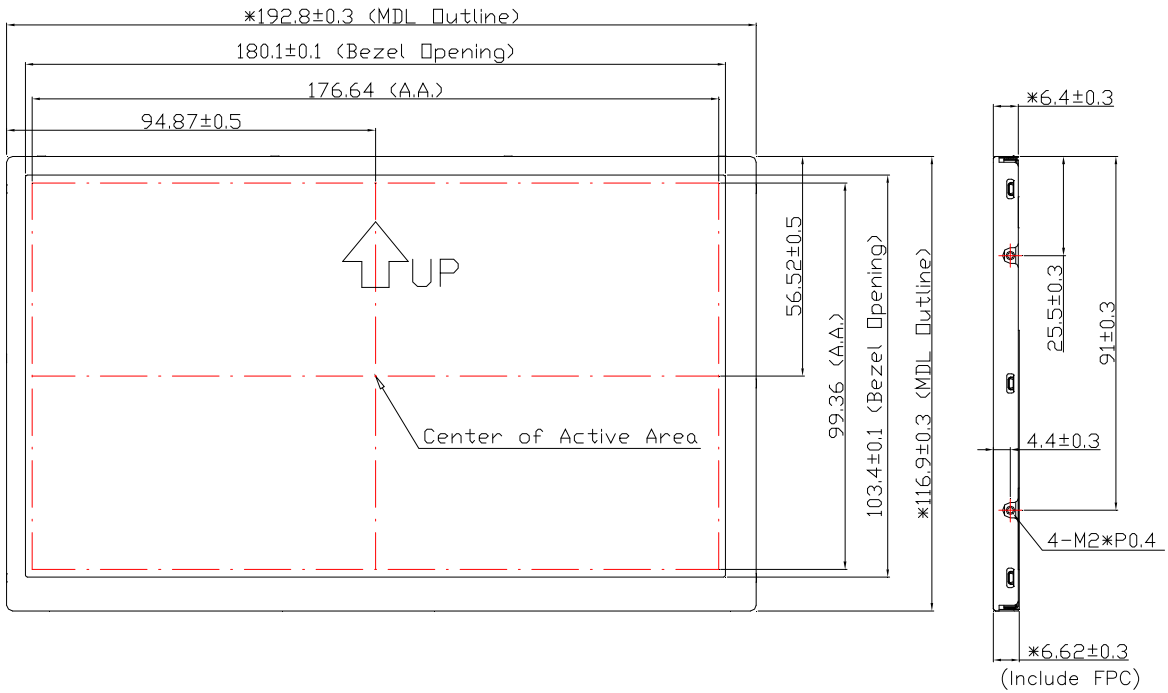 *192.8±0.3 (MDL Outline)
180.1±0.1 (Bezel Opening)
176.64 (A.A.)
94.87±0.5
UP
Center of Active Area
56.52±0.5
99.36 (A.A.)
103.4±0.1 (Bezel Opening)
*116.9±0.3 (MDL Outline)
*6.4±0.3
25.5±0.3
91±0.3
4.4±0.3
4-M2*P0.4
*6.62±0.3
(Include FPC)